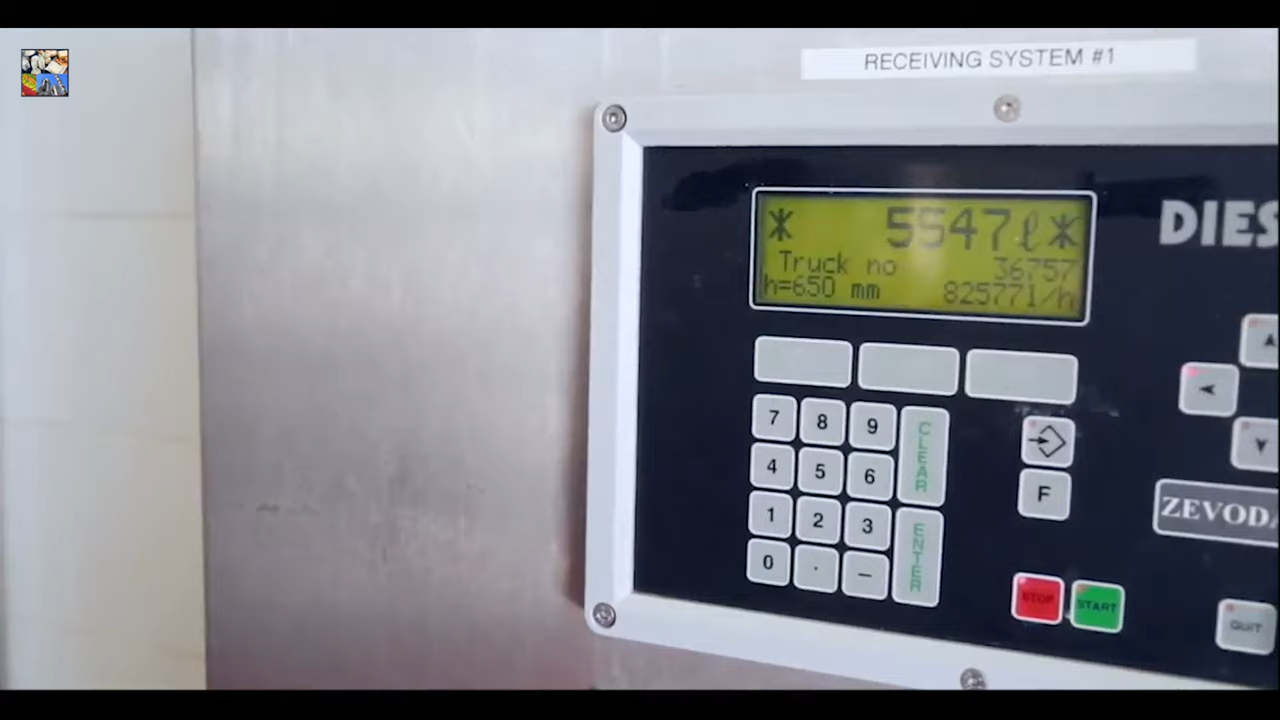 RECEIVING SYSTEM #1
* 5547ℓ*
Truck no 36757
h=650 mm 82577l/h
DIES
7 8 9 CLEAR
4 5 6
1 2 3 ENTER
0 . –
F
ZEVODA
STOP START
QUIT